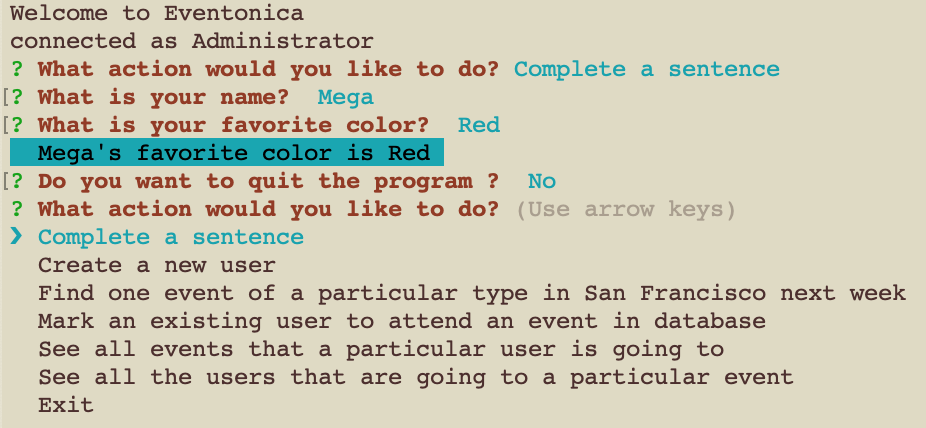 Welcome to Eventonica
connected as Administrator
? What action would you like to do? Complete a sentence
[? What is your name?  Mega
[? What is your favorite color?  Red
Mega's favorite color is Red
[? Do you want to quit the program ?  No
? What action would you like to do? (Use arrow keys)
❯ Complete a sentence
Create a new user
Find one event of a particular type in San Francisco next week
Mark an existing user to attend an event in database
See all events that a particular user is going to
See all the users that are going to a particular event
Exit